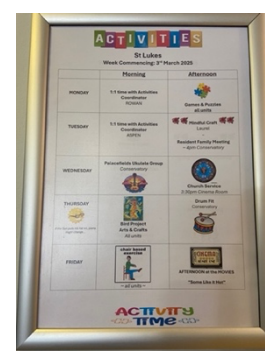 ACTIVITIES
St Lukes
Week Commencing: 3rd March 2025
Morning
Afternoon
MONDAY
1:1 time with Activities
Coordinator
ROWAN
Games & Puzzles
all units
TUESDAY
1:1 time with Activities
Coordinator
ASPEN
Mindful Craft
Laurel
Resident Family Meeting
Conservatory
WEDNESDAY
Ukulele Group
Conservatory
Church Service
Cinema Room
THURSDAY
Bird Project
Arts & Crafts
All units
Drum Fit
Conservatory
FRIDAY
chair based
exercise
~ all units ~
CINEMA
AFTERNOON at the MOVIES
"Some Like it Hot"
ACTIVITY
TIME